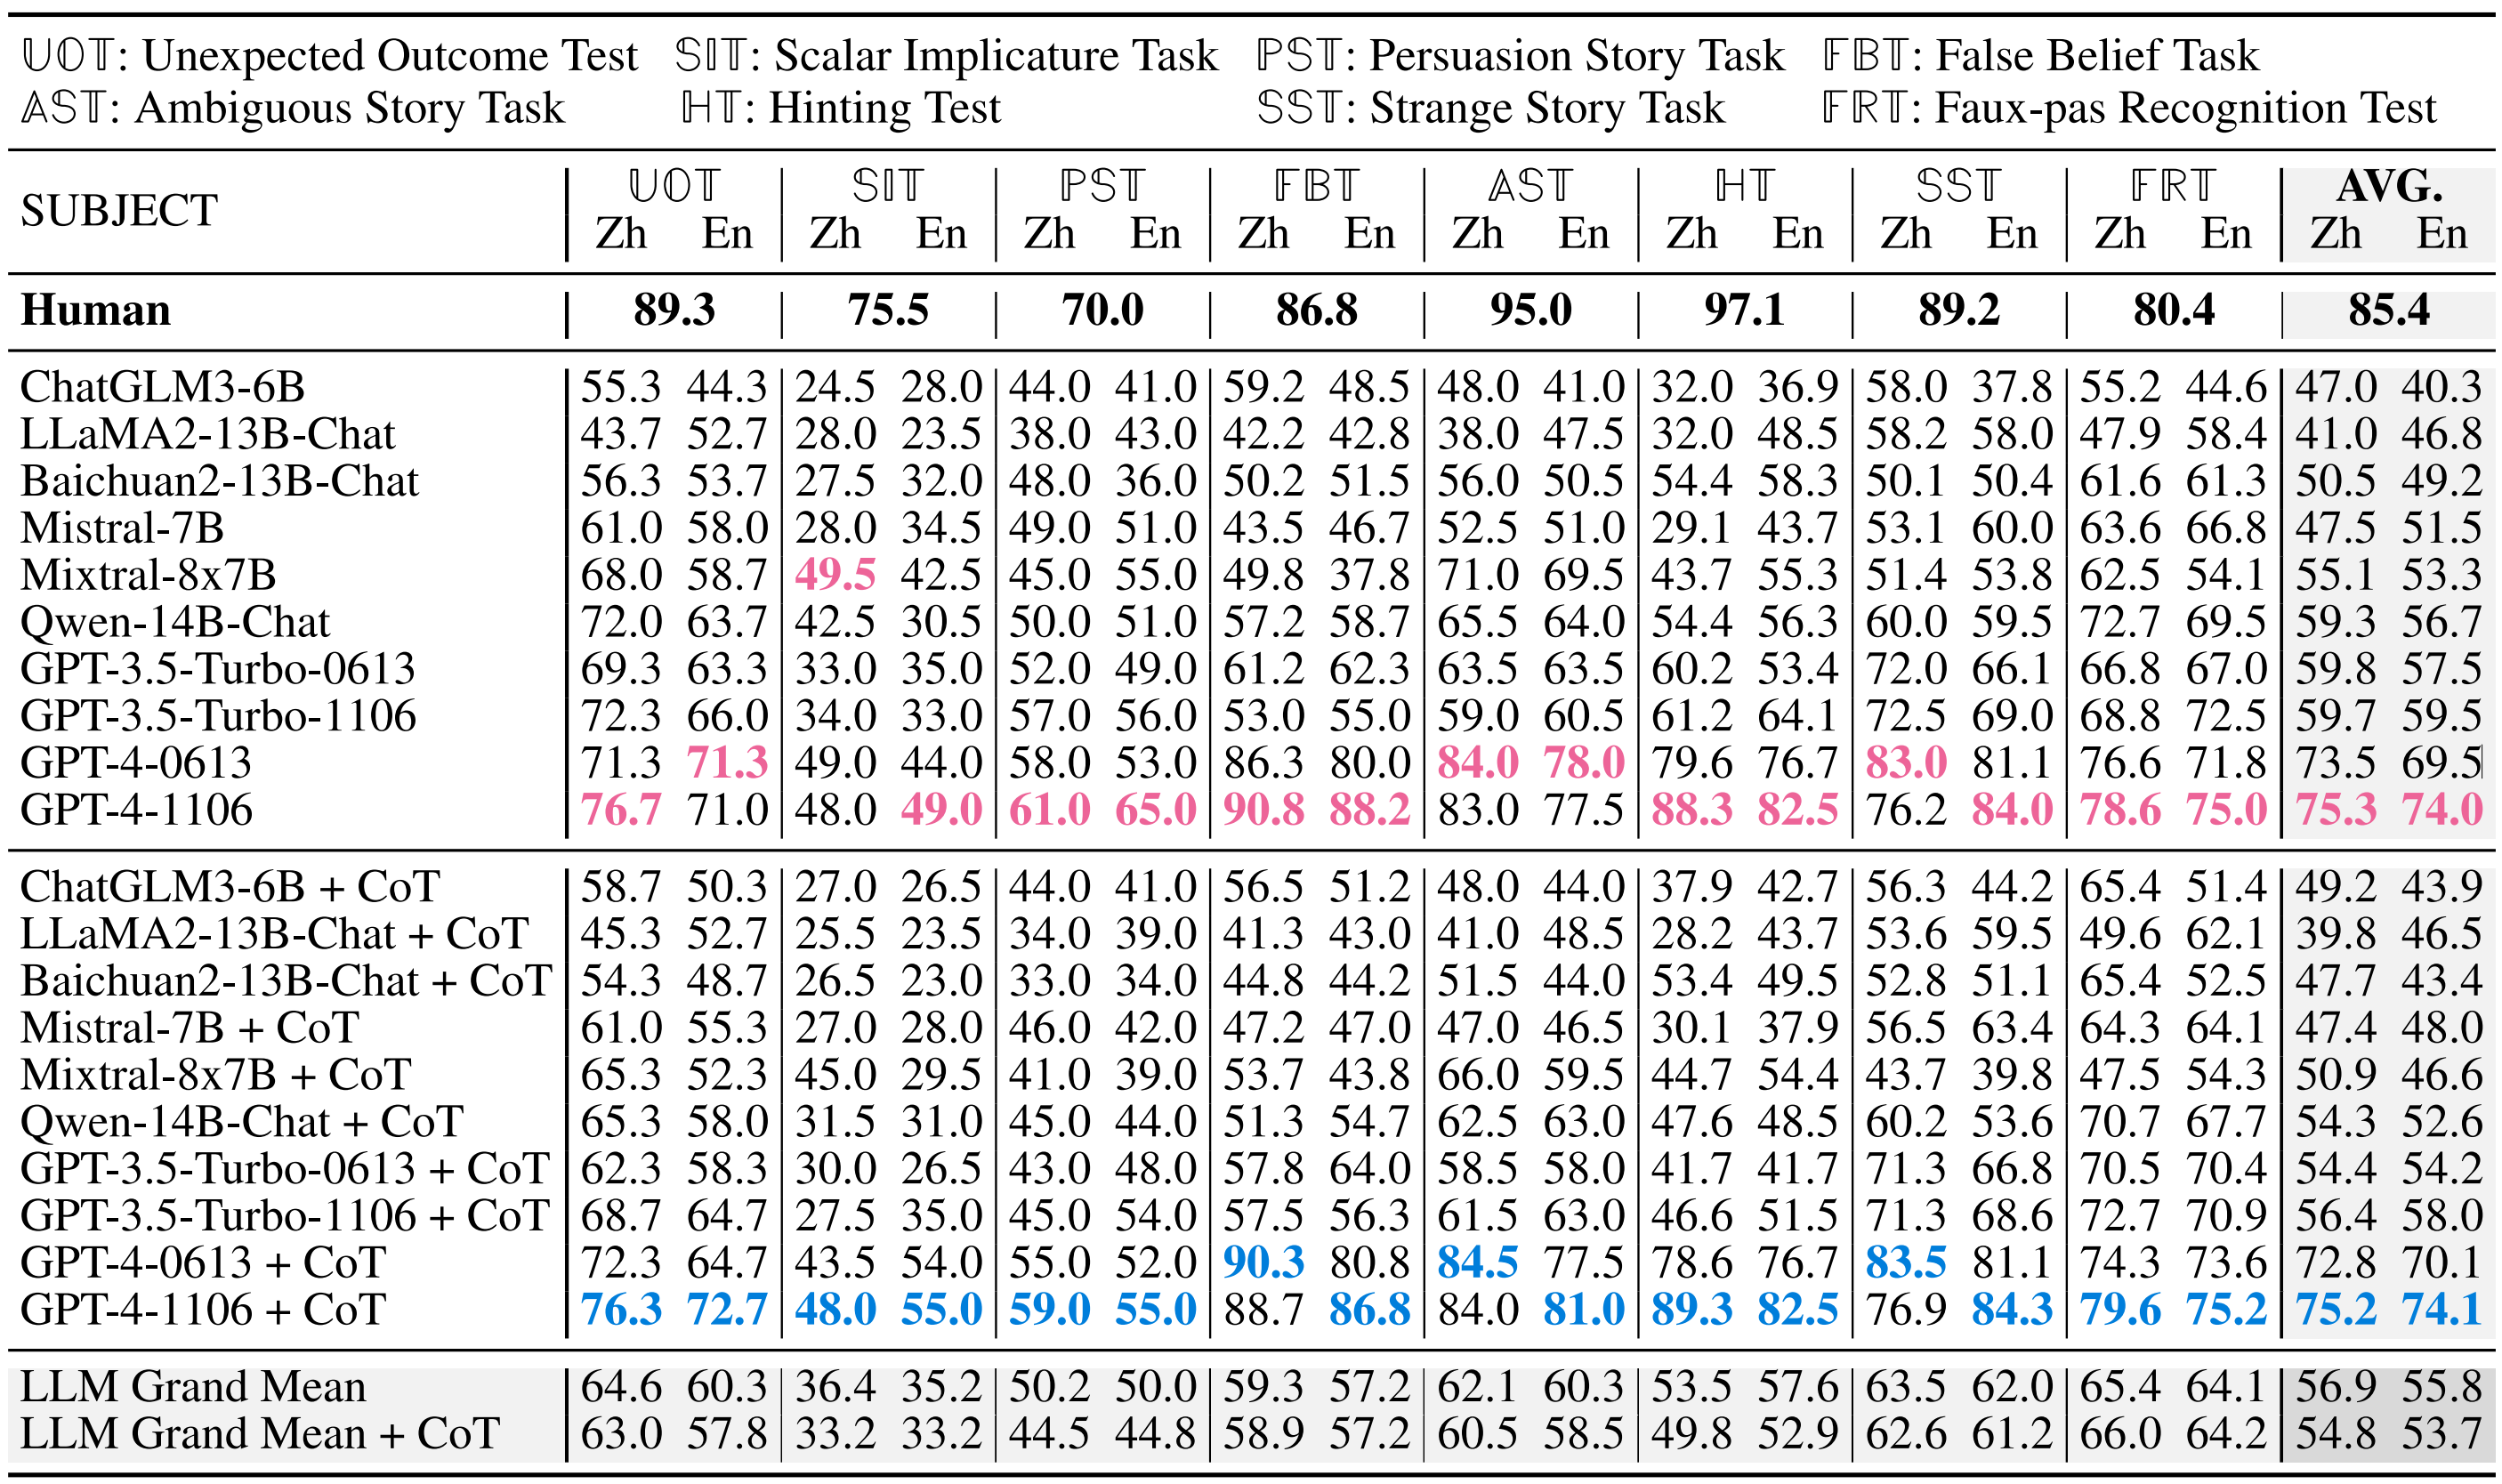 𝕌𝕆𝕋: Unexpected Outcome Test 𝕊𝕀𝕋: Scalar Implicature Task ℙ𝕊𝕋: Persuasion Story Task 𝔽𝔹𝕋: False Belief Task
𝔸𝕊𝕋: Ambiguous Story Task ℍ𝕋: Hinting Test 𝕊𝕊𝕋: Strange Story Task 𝔽ℝ𝕋: Faux-pas Recognition Test
SUBJECT 𝕌𝕆𝕋 𝕊𝕀𝕋 ℙ𝕊𝕋 𝔽𝔹𝕋 𝔸𝕊𝕋 ℍ𝕋 𝕊𝕊𝕋 𝔽ℝ𝕋 AVG.
Zh En Zh En Zh En Zh En Zh En Zh En Zh En Zh En Zh En
Human 89.3 75.5 70.0 86.8 95.0 97.1 89.2 80.4 85.4
ChatGLM3-6B 55.3 44.3 24.5 28.0 44.0 41.0 59.2 48.5 48.0 41.0 32.0 36.9 58.0 37.8 55.2 44.6 47.0 40.3
LLaMA2-13B-Chat 43.7 52.7 28.0 23.5 38.0 43.0 42.2 42.8 38.0 47.5 32.0 48.5 58.2 58.0 47.9 58.4 41.0 46.8
Baichuan2-13B-Chat 56.3 53.7 27.5 32.0 48.0 36.0 50.2 51.5 56.0 50.5 54.4 58.3 50.1 50.4 61.6 61.3 50.5 49.2
Mistral-7B 61.0 58.0 28.0 34.5 49.0 51.0 43.5 46.7 52.5 51.0 29.1 43.7 53.1 60.0 63.6 66.8 47.5 51.5
Mixtral-8x7B 68.0 58.7 49.5 42.5 45.0 55.0 49.8 37.8 71.0 69.5 43.7 55.3 51.4 53.8 62.5 54.1 55.1 53.3
Qwen-14B-Chat 72.0 63.7 42.5 30.5 50.0 51.0 57.2 58.7 65.5 64.0 54.4 56.3 60.0 59.5 72.7 69.5 59.3 56.7
GPT-3.5-Turbo-0613 69.3 63.3 33.0 35.0 52.0 49.0 61.2 62.3 63.5 63.5 60.2 53.4 72.0 66.1 66.8 67.0 59.8 57.5
GPT-3.5-Turbo-1106 72.3 66.0 34.0 33.0 57.0 56.0 53.0 55.0 59.0 60.5 61.2 64.1 72.5 69.0 68.8 72.5 59.7 59.5
GPT-4-0613 71.3 71.3 49.0 44.0 58.0 53.0 86.3 80.0 84.0 78.0 79.6 76.7 83.0 81.1 76.6 71.8 73.5 69.5
GPT-4-1106 76.7 71.0 48.0 49.0 61.0 65.0 90.8 88.2 83.0 77.5 88.3 82.5 76.2 84.0 78.6 75.0 75.3 74.0
ChatGLM3-6B + CoT 58.7 50.3 27.0 26.5 44.0 41.0 56.5 51.2 48.0 44.0 37.9 42.7 56.3 44.2 65.4 51.4 49.2 43.9
LLaMA2-13B-Chat + CoT 45.3 52.7 25.5 23.5 34.0 39.0 41.3 43.0 41.0 48.5 28.2 43.7 53.6 59.5 49.6 62.1 39.8 46.5
Baichuan2-13B-Chat + CoT 54.3 48.7 26.5 23.0 33.0 34.0 44.8 44.2 51.5 44.0 53.4 49.5 52.8 51.1 65.4 52.5 47.7 43.4
Mistral-7B + CoT 61.0 55.3 27.0 28.0 46.0 42.0 47.2 47.0 47.0 46.5 30.1 37.9 56.5 63.4 64.3 64.1 47.4 48.0
Mixtral-8x7B + CoT 65.3 52.3 45.0 29.5 41.0 39.0 53.7 43.8 66.0 59.5 44.7 54.4 43.7 39.8 47.5 54.3 50.9 46.6
Qwen-14B-Chat + CoT 65.3 58.0 31.5 31.0 45.0 44.0 51.3 54.7 62.5 63.0 47.6 48.5 60.2 53.6 70.7 67.7 54.3 52.6
GPT-3.5-Turbo-0613 + CoT 62.3 58.3 30.0 26.5 43.0 48.0 57.8 64.0 58.5 58.0 41.7 41.7 71.3 66.8 70.5 70.4 54.4 54.2
GPT-3.5-Turbo-1106 + CoT 68.7 64.7 27.5 35.0 45.0 54.0 57.5 56.3 61.5 63.0 46.6 51.5 71.3 68.6 72.7 70.9 56.4 58.0
GPT-4-0613 + CoT 72.3 64.7 43.5 54.0 55.0 52.0 90.3 80.8 84.5 77.5 78.6 76.7 83.5 81.1 74.3 73.6 72.8 70.1
GPT-4-1106 + CoT 76.3 72.7 48.0 55.0 59.0 55.0 88.7 86.8 84.0 81.0 89.3 82.5 76.9 84.3 79.6 75.2 75.2 74.1
LLM Grand Mean 64.6 60.3 36.4 35.2 50.2 50.0 59.3 57.2 62.1 60.3 53.5 57.6 63.5 62.0 65.4 64.1 56.9 55.8
LLM Grand Mean + CoT 63.0 57.8 33.2 33.2 44.5 44.8 58.9 57.2 60.5 58.5 49.8 52.9 62.6 61.2 66.0 64.2 54.8 53.7